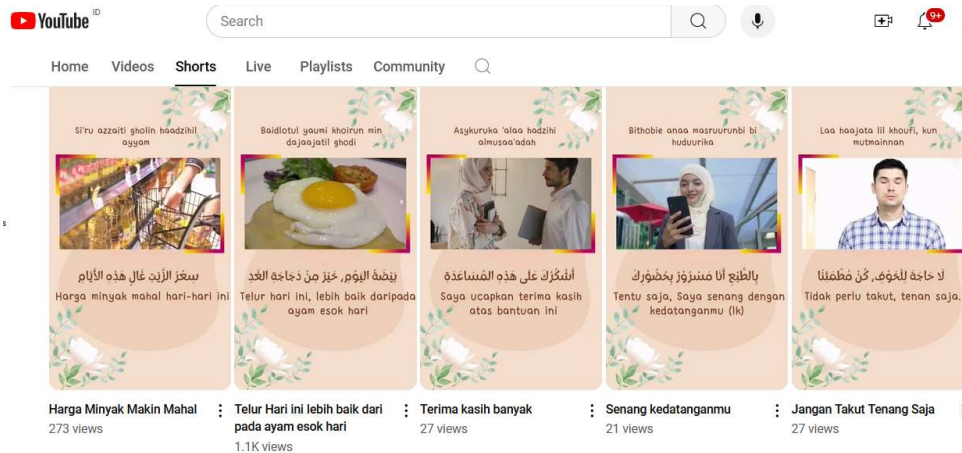 YouTube ID
Search
9+
Home Videos Shorts Live Playlists Community
Si'ru azzaiti gholin haadzihil
ayyam
سِعْرُ الزَّيْتِ غَالٍ هَذِهِ الأَيَّامِ
Harga minyak mahal hari-hari ini
Harga Minyak Makin Mahal
273 views
Baidlotul yaumi khoirun min
dajaajatil ghodi
بَيْضَةُ اليَوْمِ, خَيْرٌ مِنْ دَجَاجَةِ الغَدِ
Telur hari ini, lebih baik daripada
ayam esok hari
Telur Hari ini lebih baik dari
pada ayam esok hari
1.1K views
Asykuruka 'alaa hadzihi
almusaa'adah
أَشْكُرُكَ عَلَى هَذِهِ المُسَاعَدَةِ
Saya ucapkan terima kasih
atas bantuan ini
Terima kasih banyak
27 views
Bithobie anaa masruurunbi bi
huduurika
بِالطَّبْعِ أَنَا مَسْرُوْرٌ بِحُضُوْرِكَ
Tentu saja, Saya senang dengan
kedatanganmu (lk)
Senang kedatanganmu
21 views
Laa haajata lil khoufi, kun
mutmainnan
لَا حَاجَةَ لِلْخَوْفِ, كُنْ مُطْمَئِنًّا
Tidak perlu takut, tenan saja.
Jangan Takut Tenang Saja
27 views